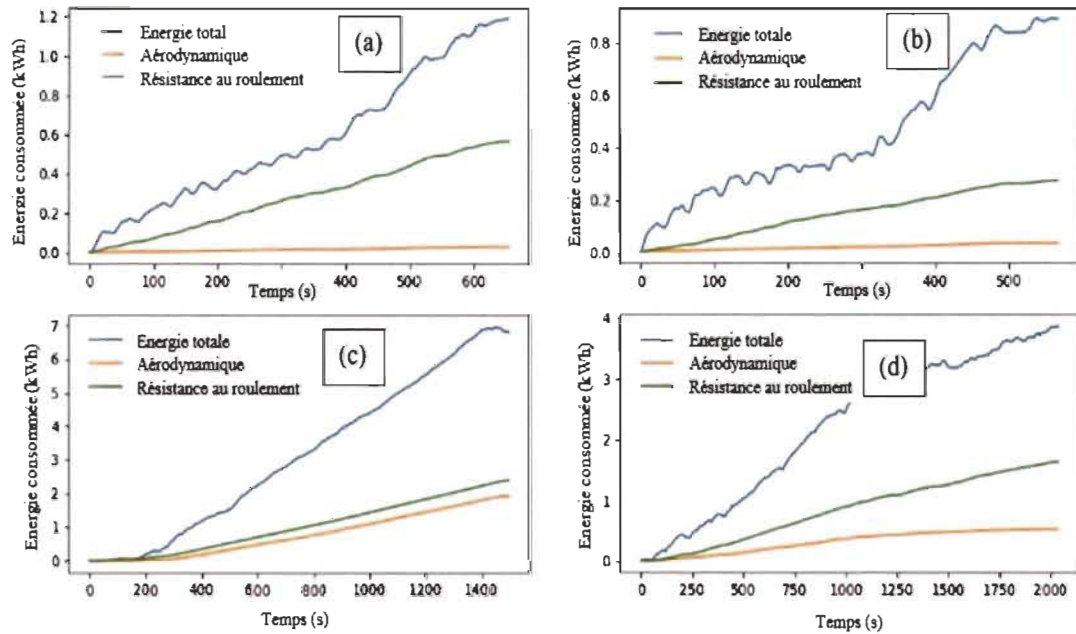 Energie consommée (kWh)
1.2
1.0
0.8
0.6
0.4
0.2
0.0
Energie total
Aérodynamique
Résistance au roulement
(a)
0 100 200 300 400 500 600
Temps (s)
Energie consommée (kWh)
0.8
0.6
0.4
0.2
0.0
Energie totale
Aérodynamique
Résistance au roulement
(b)
0 100 200 300 400 500
Temps (s)
Energie consommée (kWh)
7
6
5
4
3
2
1
0
Energie totale
Aérodynamique
Résistance au roulement
(c)
0 200 400 600 800 1000 1200 1400
Temps (s)
Energie consommée (kWh)
4
3
2
1
0
Energie totale
Aérodynamique
Résistance au roulement
(d)
0 250 500 750 1000 1250 1500 1750 2000
Temps (s)